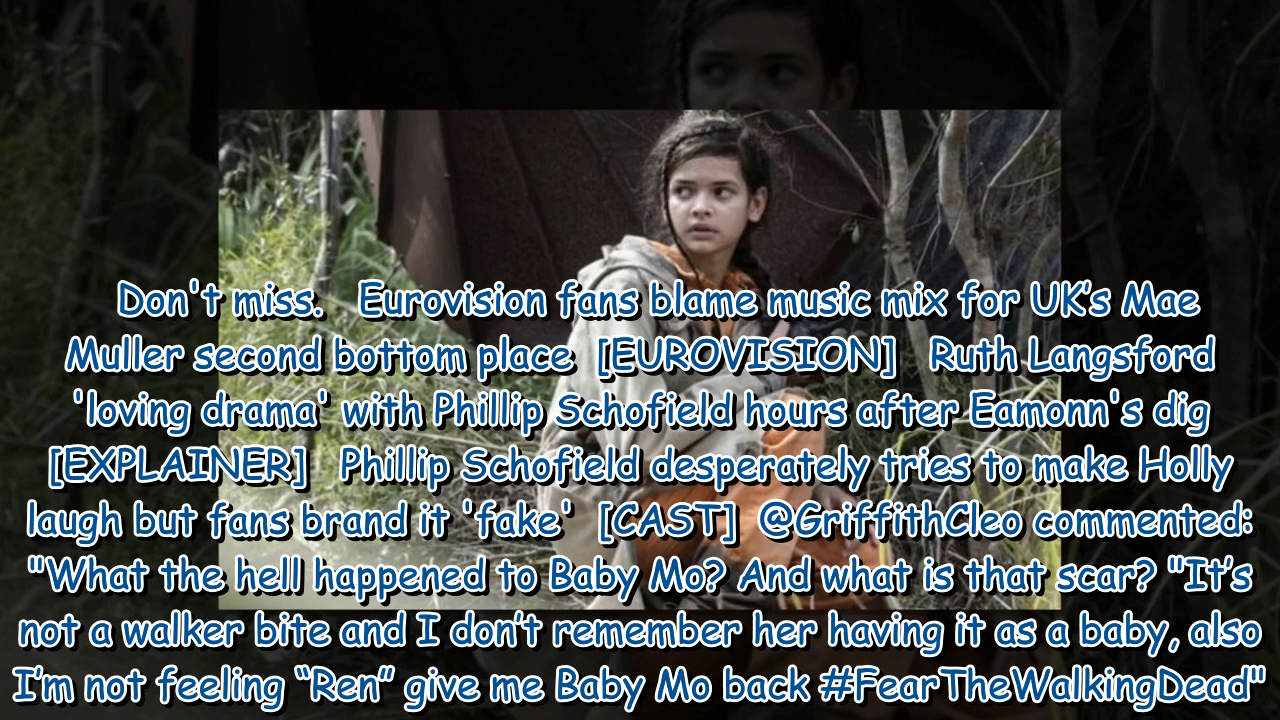 Don't miss. Eurovision fans blame music mix for UK’s Mae
Muller second bottom place [EUROVISION] Ruth Langsford
'loving drama' with Phillip Schofield hours after Eamonn's dig
[EXPLAINER] Phillip Schofield desperately tries to make Holly
laugh but fans brand it 'fake' [CAST] @GriffithCleo commented:
"What the hell happened to Baby Mo? And what is that scar? "It’s
not a walker bite and I don’t remember her having it as a baby, also
I’m not feeling “Ren” give me Baby Mo back #FearTheWalkingDead"